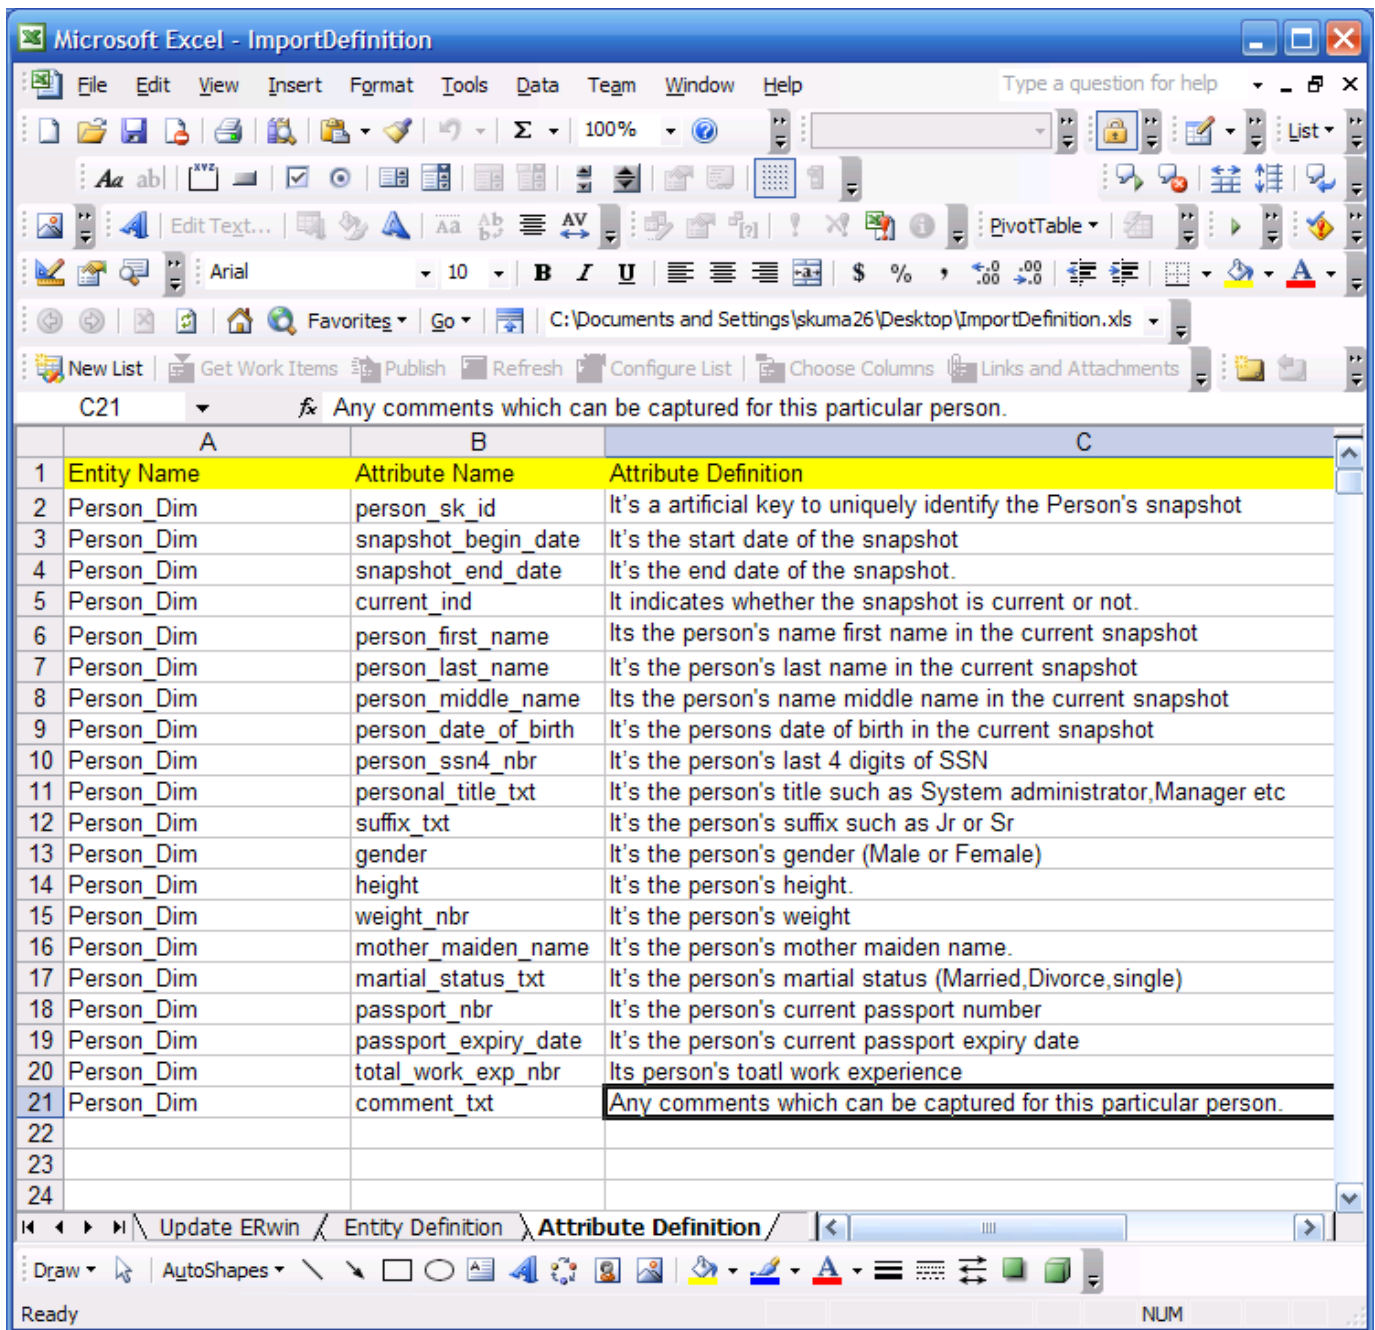 Microsoft Excel - ImportDefinition
File Edit View Insert Format Tools Data Team Window Help Type a question for help
Σ 100% List
Aa ab| XYZ
Edit Text... Aa Ab AV PivotTable
Arial 10 B I U a $ % , .0 .00 .00 .0 A
Favorites Go C:\Documents and Settings\skuma26\Desktop\ImportDefinition.xls
New List Get Work Items Publish Refresh Configure List Choose Columns Links and Attachments
C21 fx Any comments which can be captured for this particular person.
A B C
1 Entity Name Attribute Name Attribute Definition
2 Person_Dim person_sk_id It's a artificial key to uniquely identify the Person's snapshot
3 Person_Dim snapshot_begin_date It's the start date of the snapshot
4 Person_Dim snapshot_end_date It's the end date of the snapshot.
5 Person_Dim current_ind It indicates whether the snapshot is current or not.
6 Person_Dim person_first_name Its the person's name first name in the current snapshot
7 Person_Dim person_last_name It's the person's last name in the current snapshot
8 Person_Dim person_middle_name Its the person's name middle name in the current snapshot
9 Person_Dim person_date_of_birth It's the persons date of birth in the current snapshot
10 Person_Dim person_ssn4_nbr It's the person's last 4 digits of SSN
11 Person_Dim personal_title_txt It's the person's title such as System administrator,Manager etc
12 Person_Dim suffix_txt It's the person's suffix such as Jr or Sr
13 Person_Dim gender It's the person's gender (Male or Female)
14 Person_Dim height It's the person's height.
15 Person_Dim weight_nbr It's the person's weight
16 Person_Dim mother_maiden_name It's the person's mother maiden name.
17 Person_Dim martial_status_txt It's the person's martial status (Married,Divorce,single)
18 Person_Dim passport_nbr It's the person's current passport number
19 Person_Dim passport_expiry_date It's the person's current passport expiry date
20 Person_Dim total_work_exp_nbr Its person's toatl work experience
21 Person_Dim comment_txt Any comments which can be captured for this particular person.
22
23
24
Update ERwin Entity Definition Attribute Definition
Draw AutoShapes A A
Ready NUM